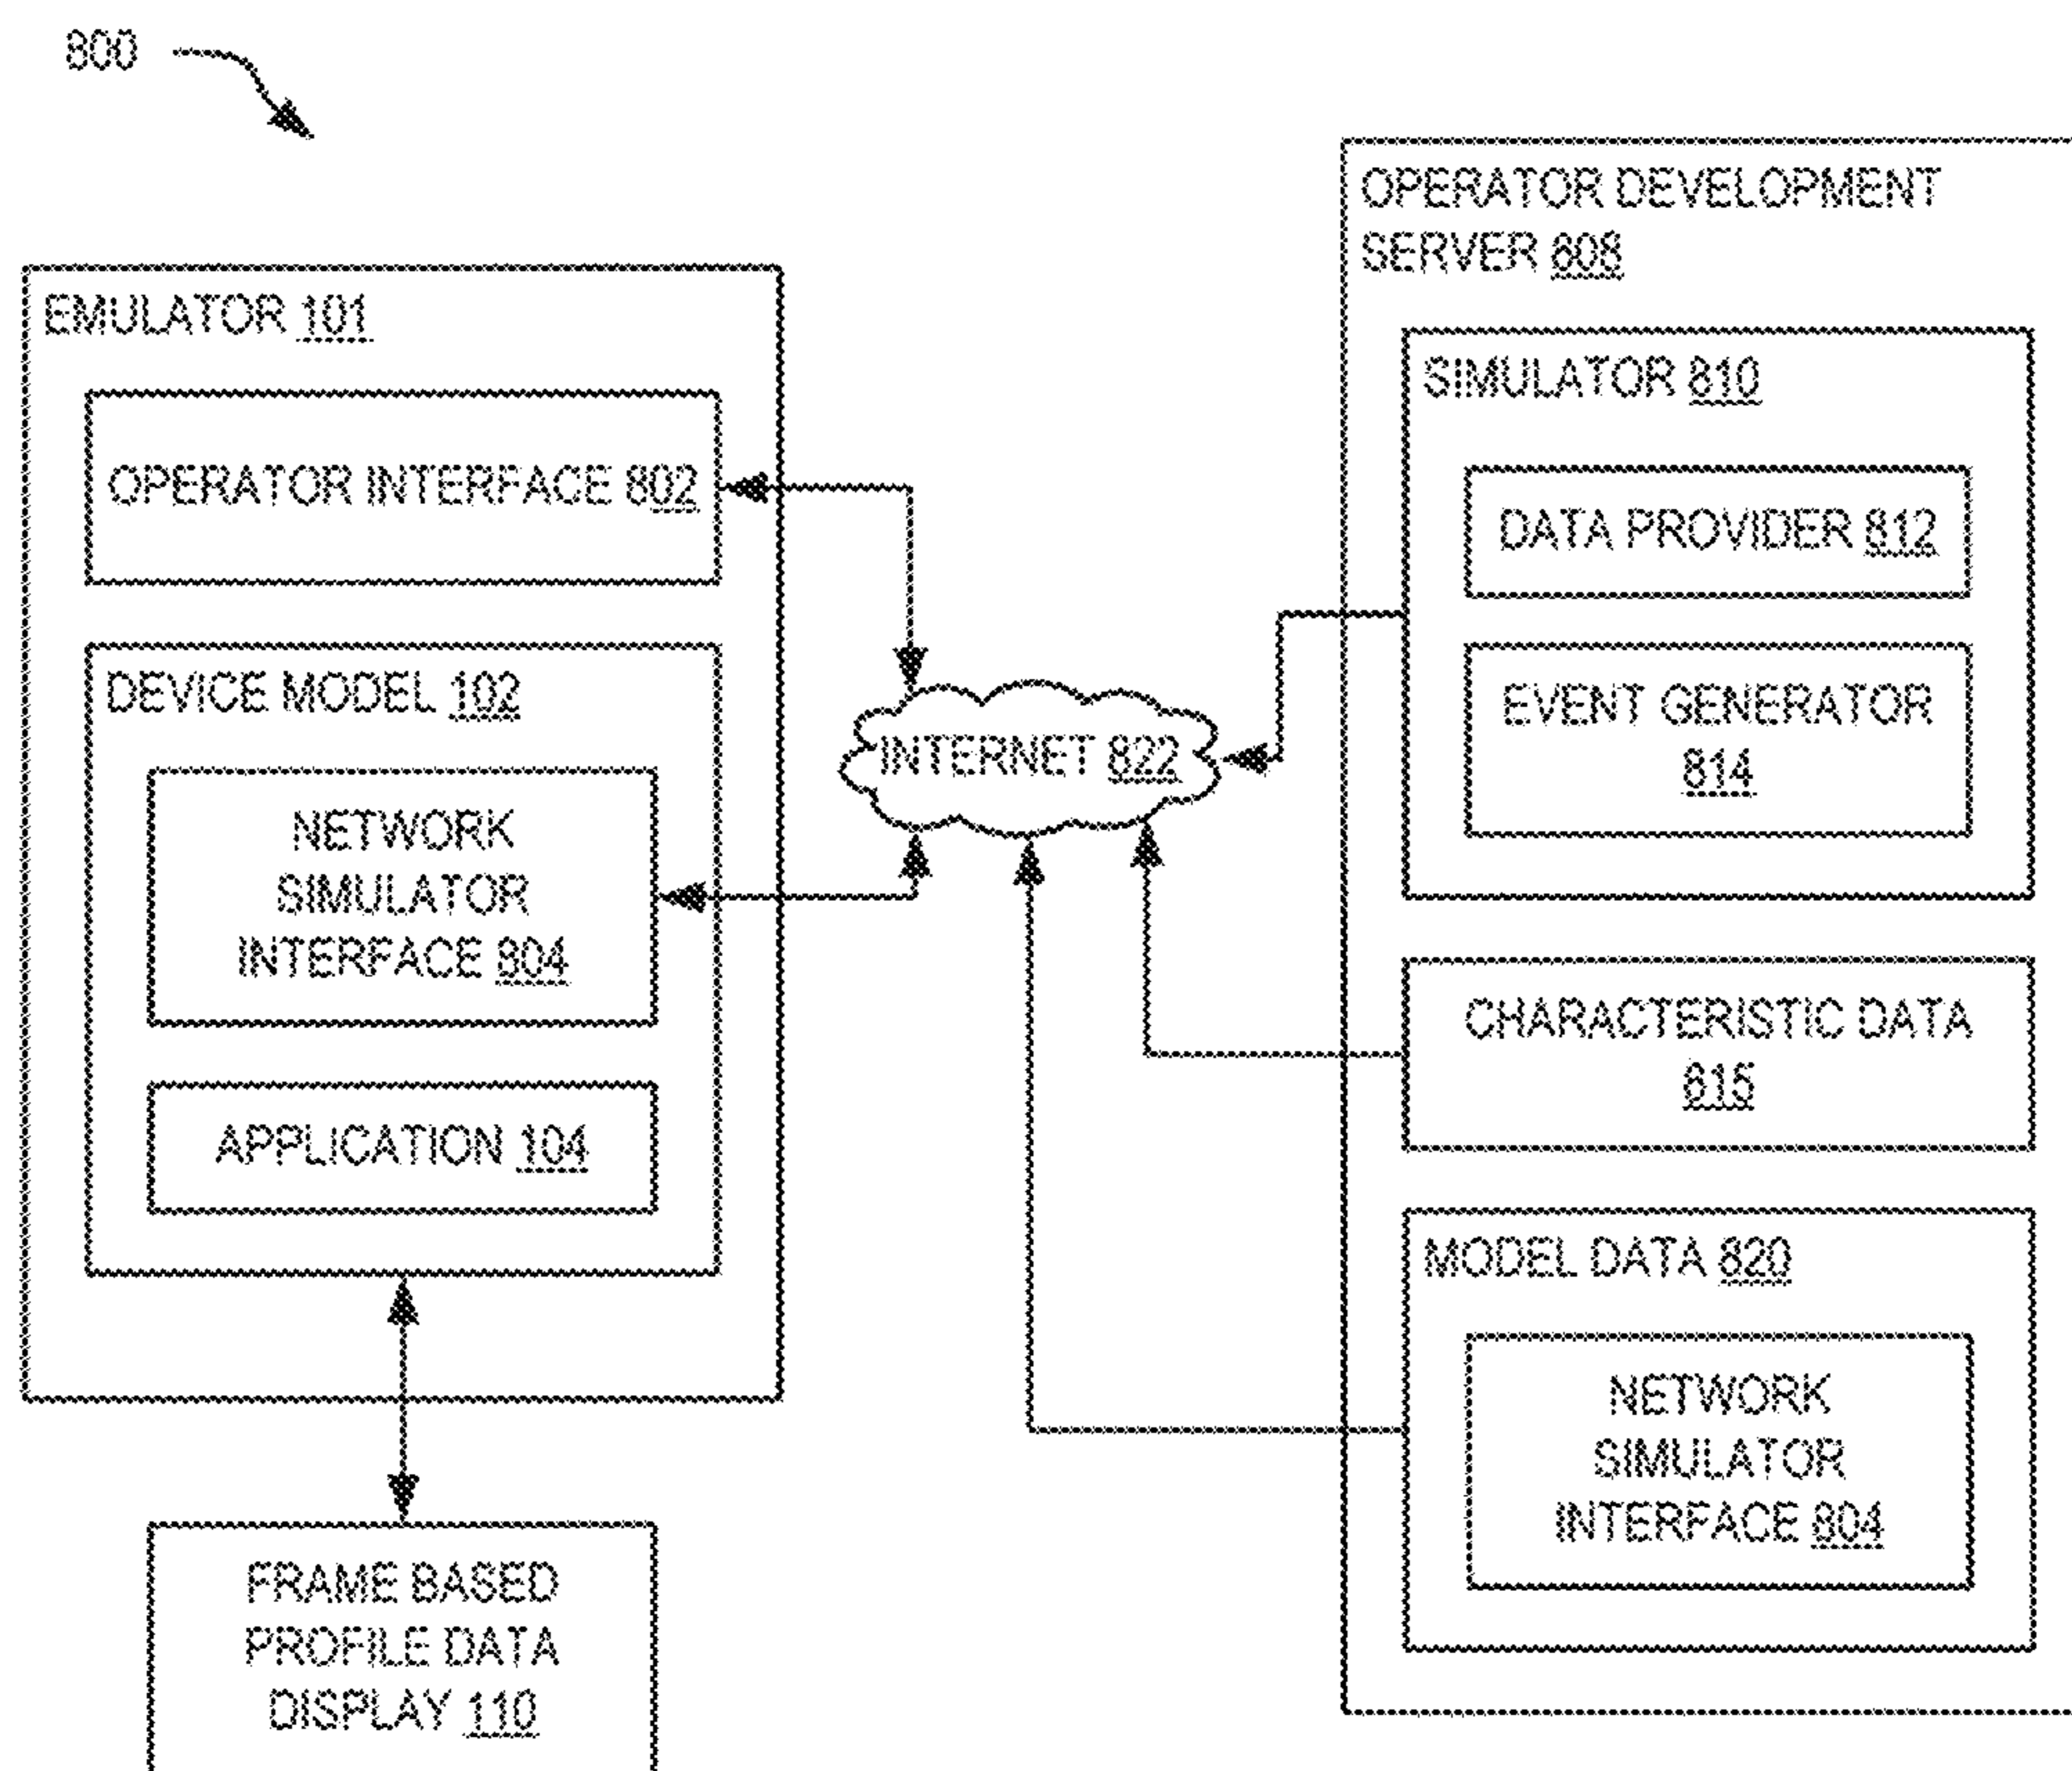 800
OPERATOR DEVELOPMENT
SERVER 808
EMULATOR 101
OPERATOR INTERFACE 802
DEVICE MODEL 102
NETWORK
SIMULATOR
INTERFACE 804
APPLICATION 104
FRAME BASED
PROFILE DATA
DISPLAY 110
INTERNET 822
SIMULATOR 810
DATA PROVIDER 812
EVENT GENERATOR
814
CHARACTERISTIC DATA
615
MODEL DATA 820
NETWORK
SIMULATOR
INTERFACE 804